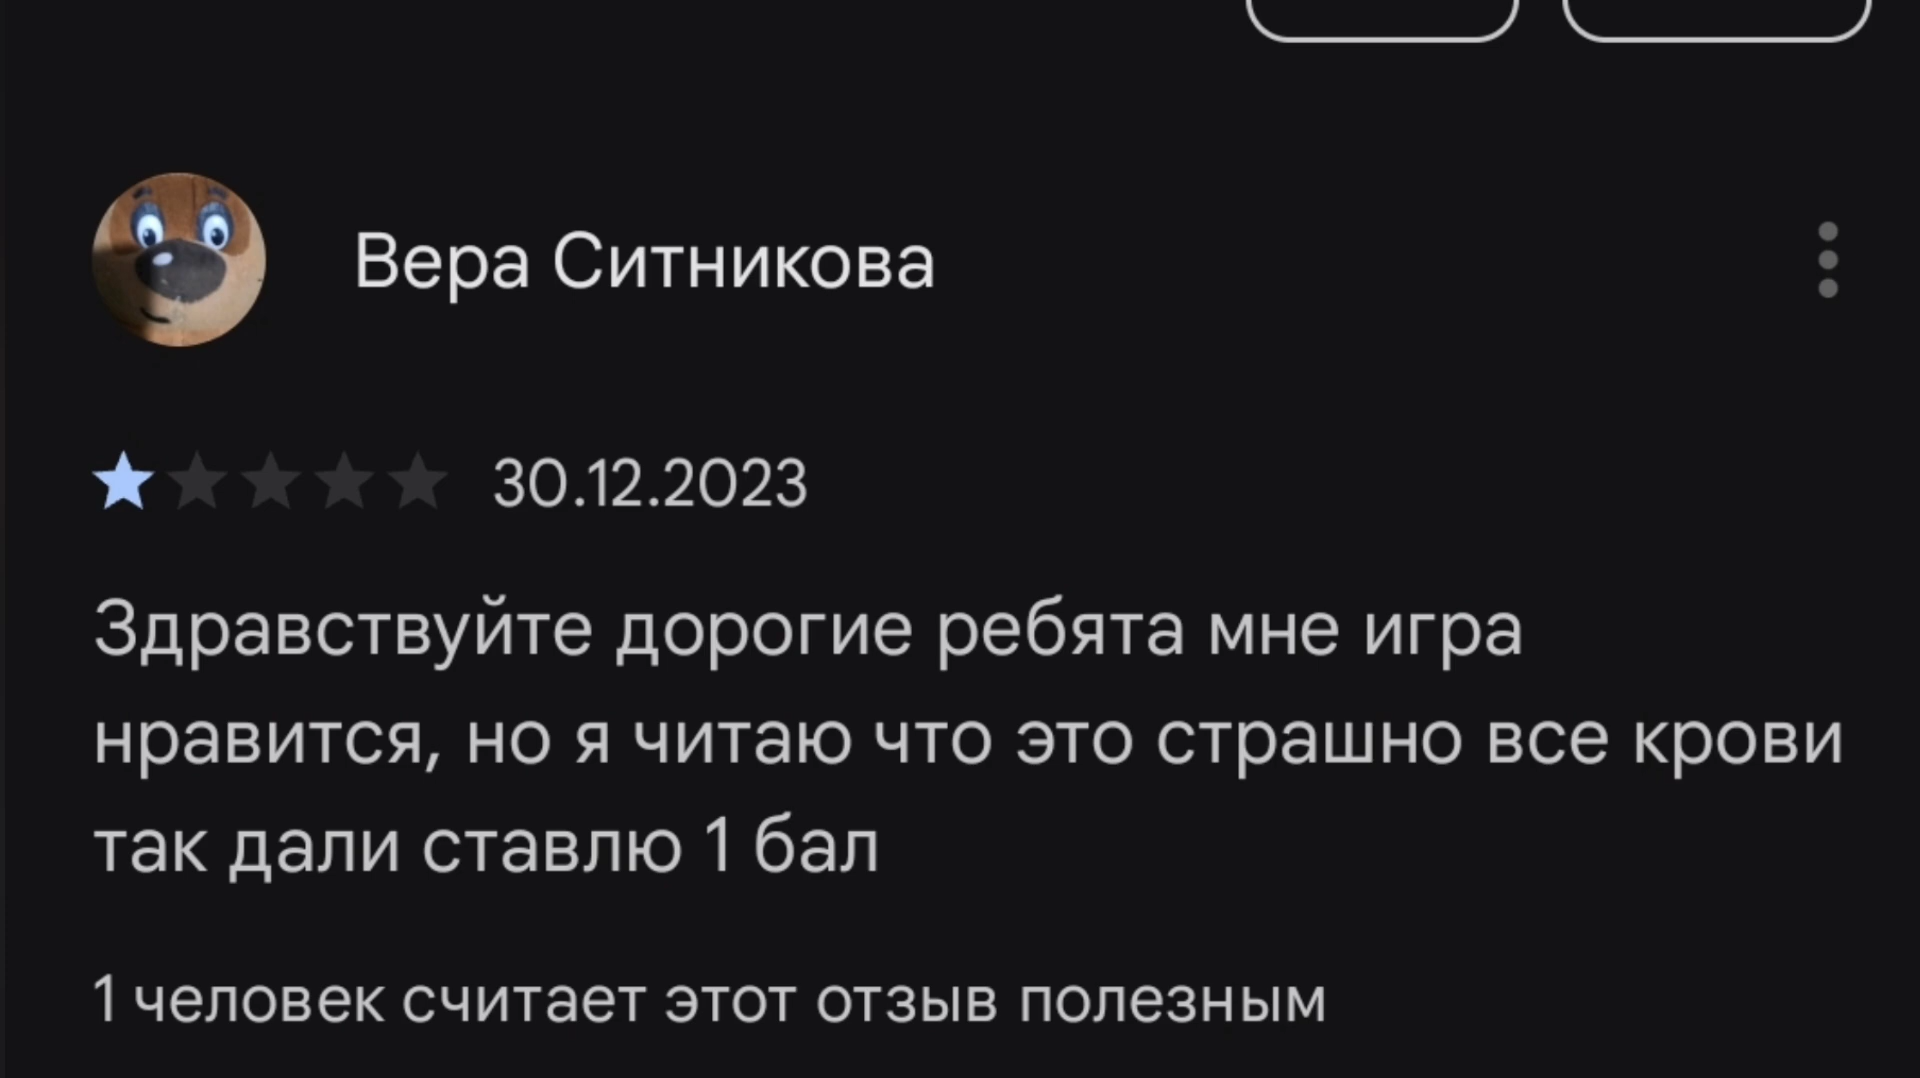 Вера Ситникова
30.12.2023
Здравствуйте дорогие ребята мне игра
нравится, но я читаю что это страшно все крови
так дали ставлю 1 бал
1 человек считает этот отзыв полезным